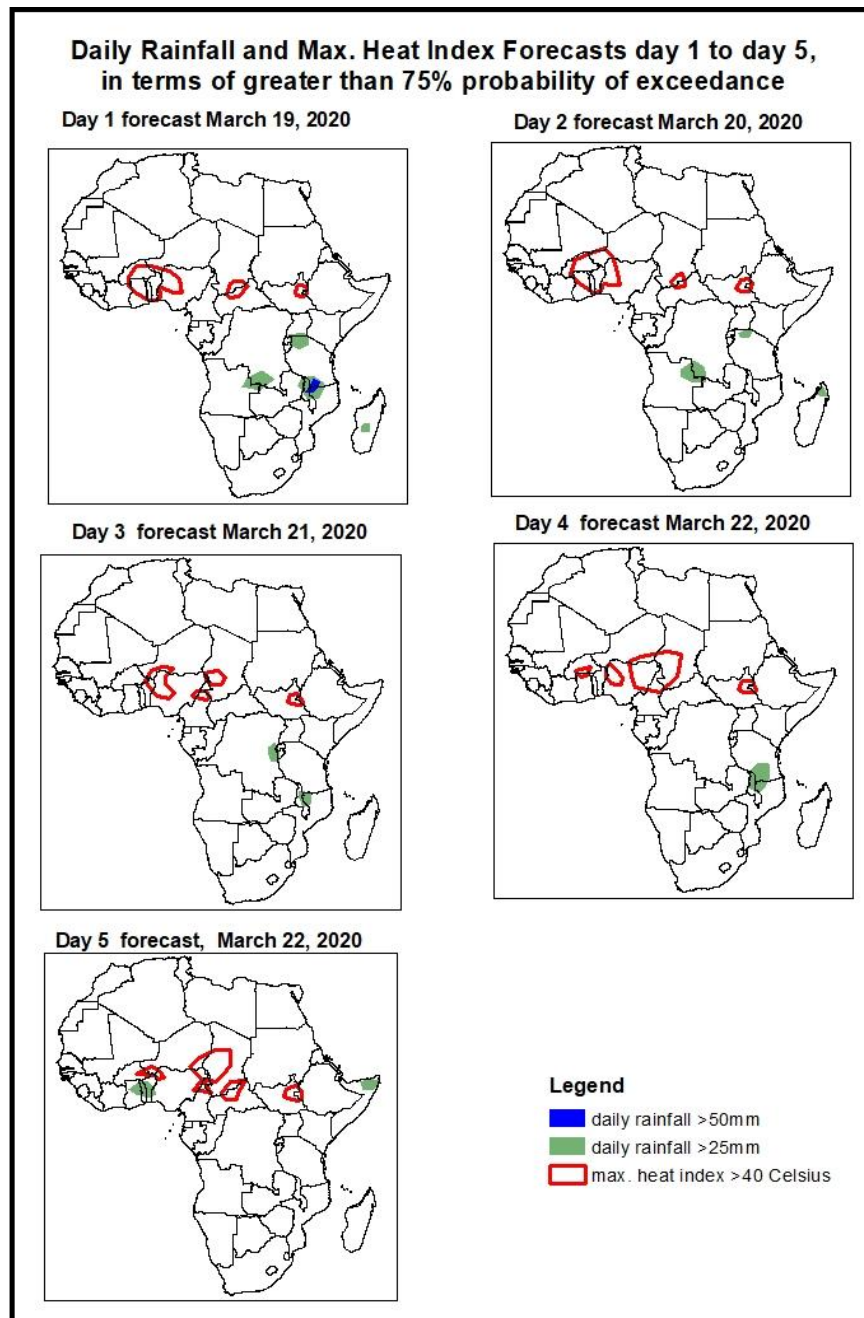 Daily Rainfall and Max. Heat Index Forecasts day 1 to day 5,
in terms of greater than 75% probability of exceedance
Day 1 forecast March 19, 2020
Day 2 forecast March 20, 2020
Day 3 forecast March 21, 2020
Day 4 forecast March 22, 2020
Day 5 forecast, March 22, 2020
Legend
daily rainfall >50mm
daily rainfall >25mm
max. heat index >40 Celsius